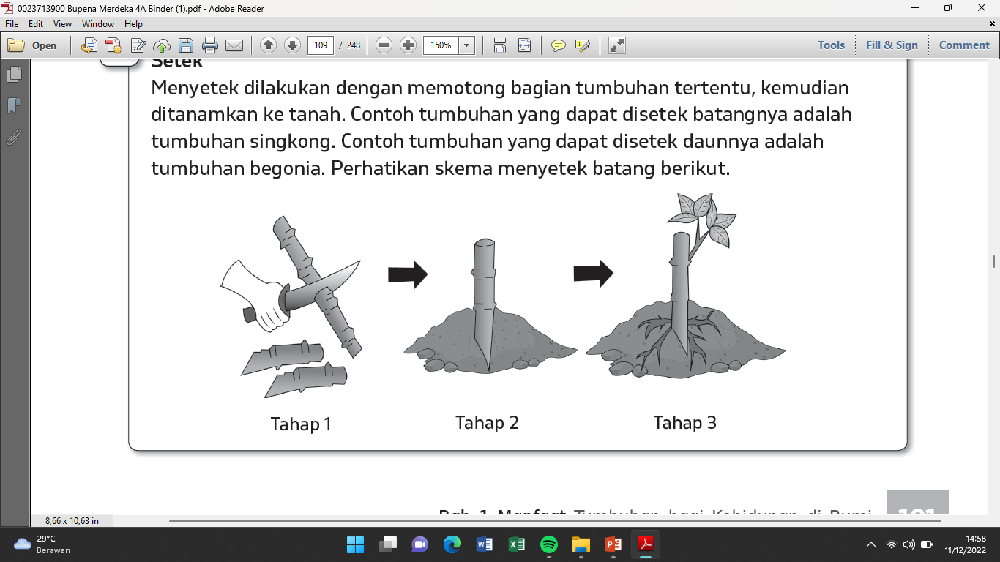 0023713900 Bupena Merdeka 4A Binder (1).pdf - Adobe Reader
File Edit View Window Help
Open 109 / 248 150% Tools Fill & Sign Comment
Setek
Menyetek dilakukan dengan memotong bagian tumbuhan tertentu, kemudian
ditanamkan ke tanah. Contoh tumbuhan yang dapat disetek batangnya adalah
tumbuhan singkong. Contoh tumbuhan yang dapat disetek daunnya adalah
tumbuhan begonia. Perhatikan skema menyetek batang berikut.
Tahap 1 Tahap 2 Tahap 3
Bab 1 Manfaat Tumbuhan bagi Kehidupan di Bumi 101
8,66 x 10,63 in
29°C
Berawan
14:58
11/12/2022